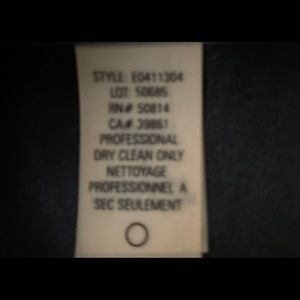 STYLE: E0411304
LOT: 50685
RN# 50814
CA# 39861
PROFESSIONAL
DRY CLEAN ONLY
NETTOYAGE
PROFESSIONNEL A
SEC SEULEMENT